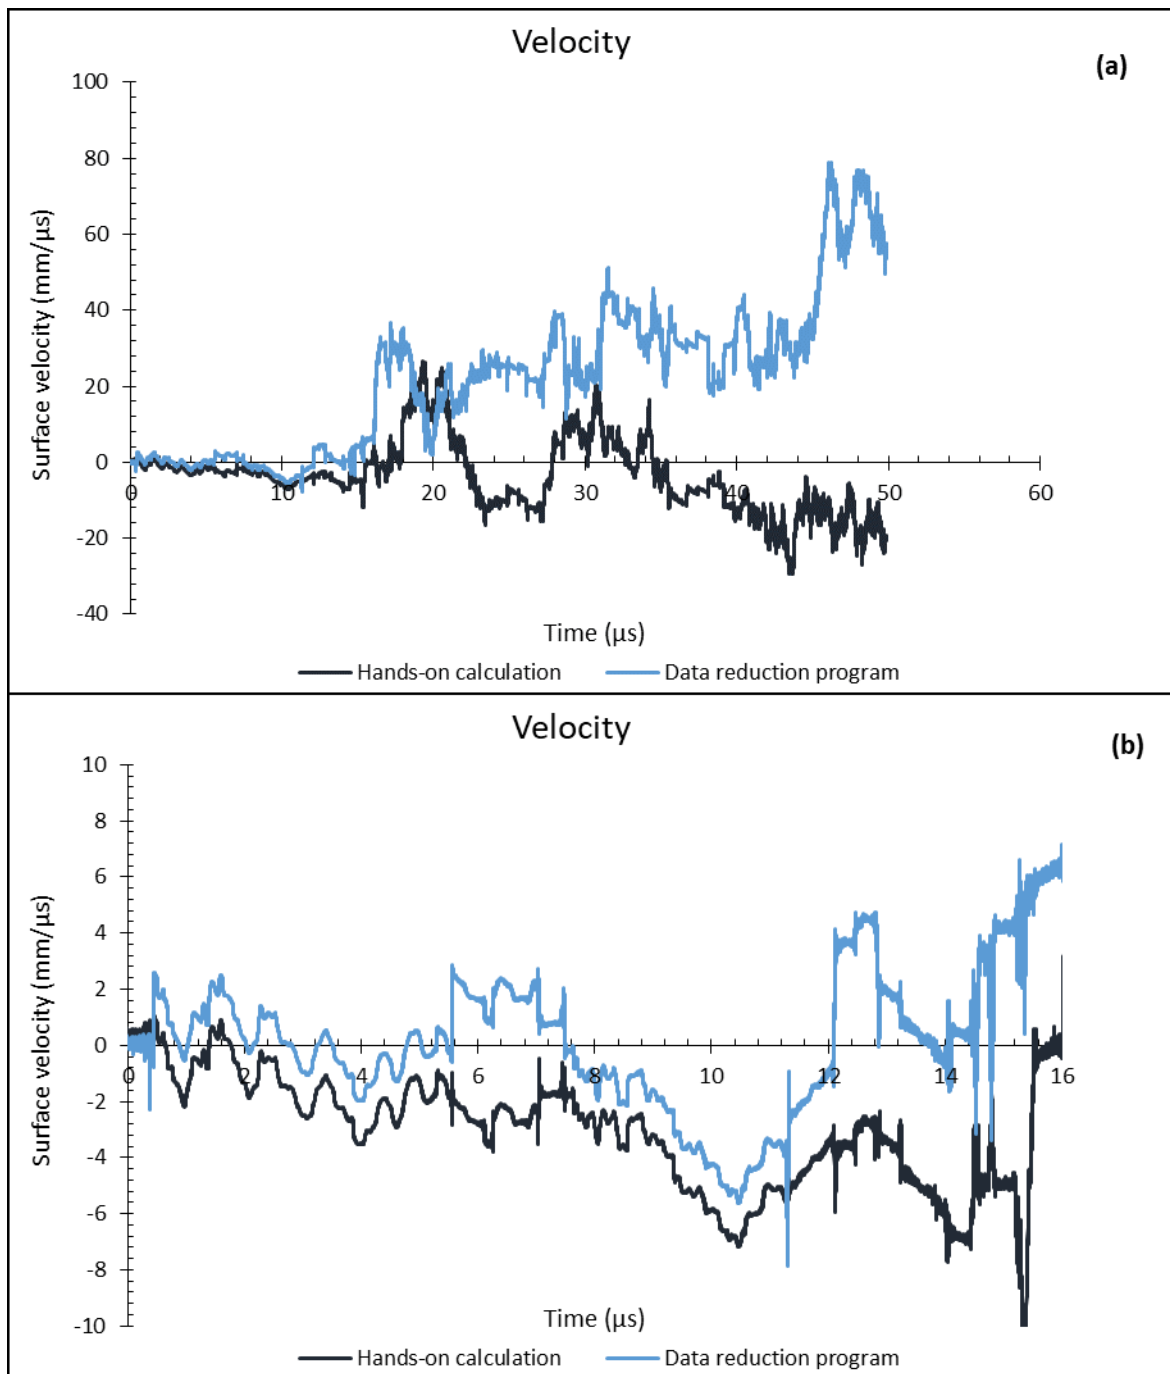 Velocity
(a)
100
80
60
40
20
0
-20
-40
0 10 20 30 40 50 60
Surface velocity (mm/µs)
Time (µs)
Hands-on calculation Data reduction program
Velocity
(b)
10
8
6
4
2
0
-2
-4
-6
-8
-10
0 2 4 6 8 10 12 14 16
Surface velocity (mm/µs)
Time (µs)
Hands-on calculation Data reduction program